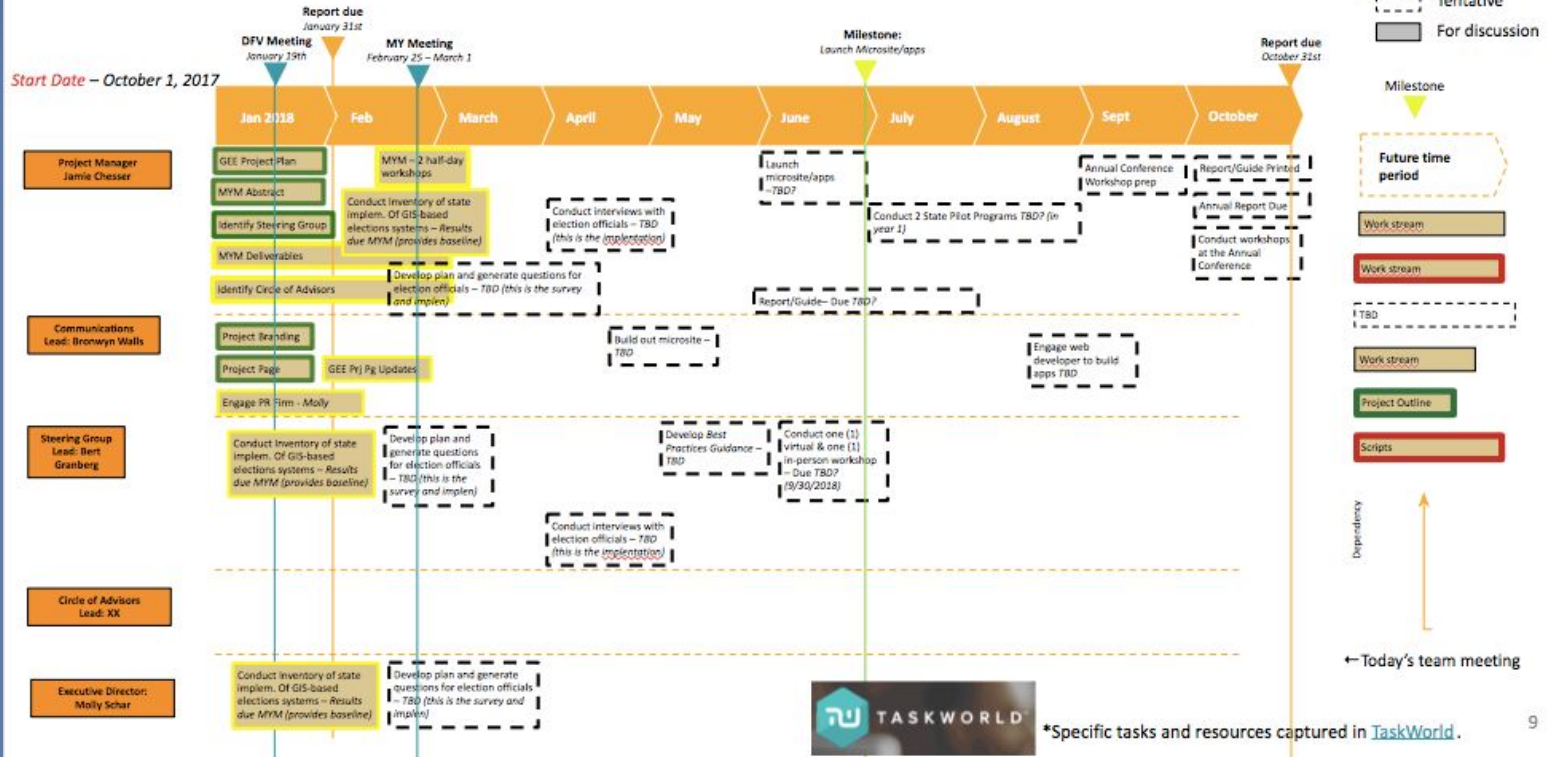 Report due
January 31st
DFV Meeting
January 19th
MY Meeting
February 25 – March 1
Milestone:
Launch Microsite/apps
Report due
October 31st
Tentative
For discussion
Start Date – October 1, 2017
Jan 2018
Feb
March
April
May
June
July
August
Sept
October
Milestone
Future time
period
Work stream
Work stream
TBD
Work stream
Project Outline
Scripts
Dependency
←Today's team meeting
Project Manager
Jamie Chesser
GEE Project Plan
MYM Abstract
Identify Steering Group
MYM Deliverables
Identify Circle of Advisors
MYM – 2 half-day
workshops
Conduct Inventory of state
implem. Of GIS-based
elections systems – Results
due MYM (provides baseline)
Develop plan and generate questions for
election officials – TBD (this is the survey
and implen)
Conduct interviews with
election officials – TBD
(this is the implentation)
Launch
microsite/apps
–TBD?
Conduct 2 State Pilot Programs TBD? (in
year 1)
Report/Guide– Due TBD?
Annual Conference
Workshop prep
Report/Guide Printed
Annual Report Due
Conduct workshops
at the Annual
Conference
Communications
Lead: Bronwyn Walls
Project Branding
Project Page
GEE Prj Pg Updates
Engage PR Firm - Molly
Build out microsite –
TBD
Engage web
developer to build
apps TBD
Steering Group
Lead: Bert
Granberg
Conduct Inventory of state
implem. Of GIS-based
elections systems – Results
due MYM (provides baseline)
Develop plan and
generate questions
for election officials
– TBD (this is the
survey and implen)
Conduct interviews with
election officials – TBD
(this is the implentation)
Develop Best
Practices Guidance –
TBD
Conduct one (1)
virtual & one (1)
in-person workshop
– Due TBD?
(9/30/2018)
Circle of Advisors
Lead: XX
Executive Director:
Molly Schar
Conduct Inventory of state
implem. Of GIS-based
elections systems – Results
due MYM (provides baseline)
Develop plan and generate
questions for election officials
– TBD (this is the survey and
implen)
TASKWORLD
*Specific tasks and resources captured in TaskWorld.
9